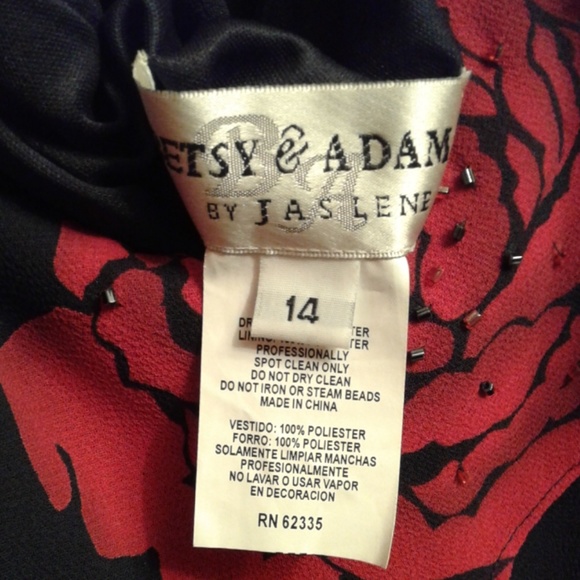 ETSY & ADAM
BY JAS LENE
14
PROFESSIONALLY
SPOT CLEAN ONLY
DO NOT DRY CLEAN
DO NOT IRON OR STEAM BEADS
MADE IN CHINA
VESTIDO: 100% POLIESTER
FORRO: 100% POLIESTER
SOLAMENTE LIMPIAR MANCHAS
PROFESIONALMENTE
NO LAVAR O USAR VAPOR
EN DECORACION
RN 62335